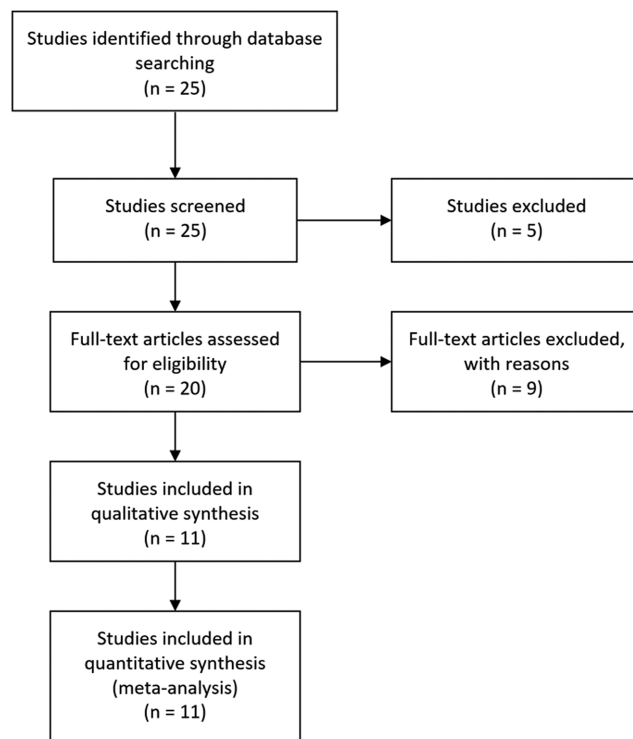 Studies identified through database
searching
(n = 25)
Studies screened
(n = 25)
Studies excluded
(n = 5)
Full-text articles assessed
for eligibility
(n = 20)
Full-text articles excluded,
with reasons
(n = 9)
Studies included in
qualitative synthesis
(n = 11)
Studies included in
quantitative synthesis
(meta-analysis)
(n = 11)